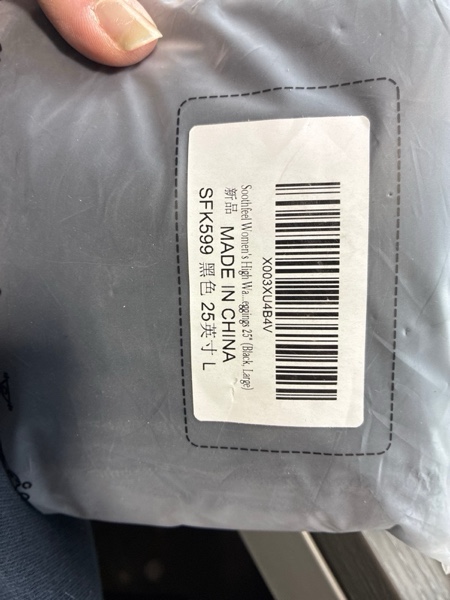 X003XU4B4V
Soothfeel Women's High Wa...eggings 25" (Black, Large)
新品 MADE IN CHINA
SFK599 黑色 25英寸 L